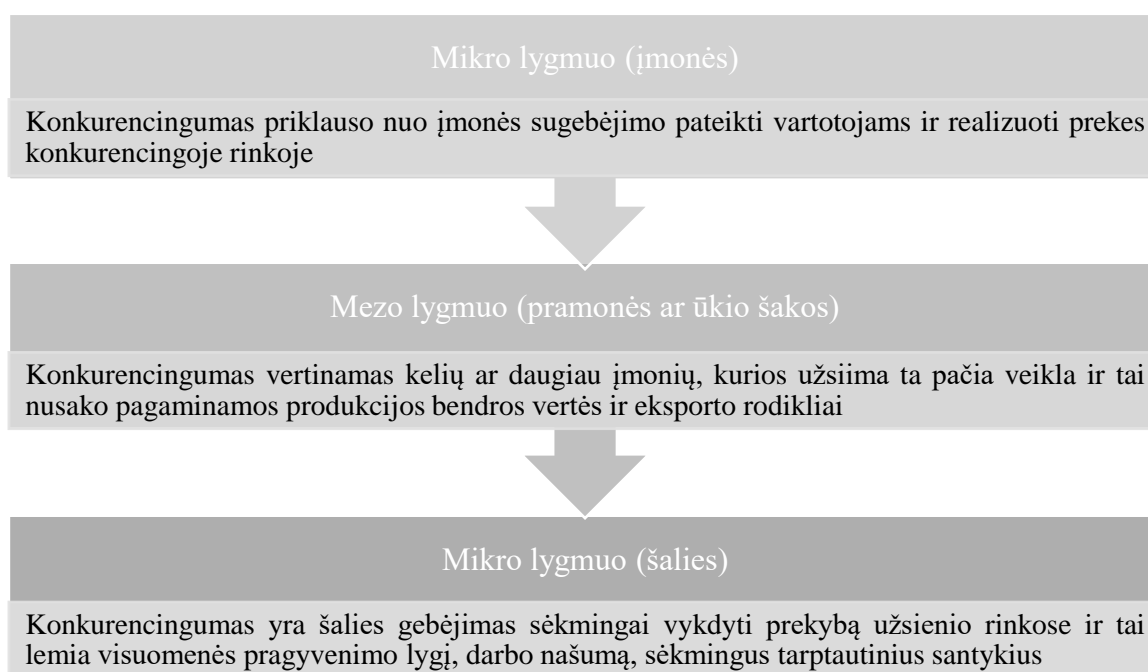 Mikro lygmuo (įmonės)
Konkurencingumas priklauso nuo įmonės sugebėjimo pateikti vartotojams ir realizuoti prekes
konkurencingoje rinkoje
Mezo lygmuo (pramonės ar ūkio šakos)
Konkurencingumas vertinamas kelių ar daugiau įmonių, kurios užsiima ta pačia veikla ir tai
nusako pagaminamos produkcijos bendros vertės ir eksporto rodikliai
Mikro lygmuo (šalies)
Konkurencingumas yra šalies gebėjimas sėkmingai vykdyti prekybą užsienio rinkose ir tai
lemia visuomenės pragyvenimo lygį, darbo našumą, sėkmingus tarptautinius santykius